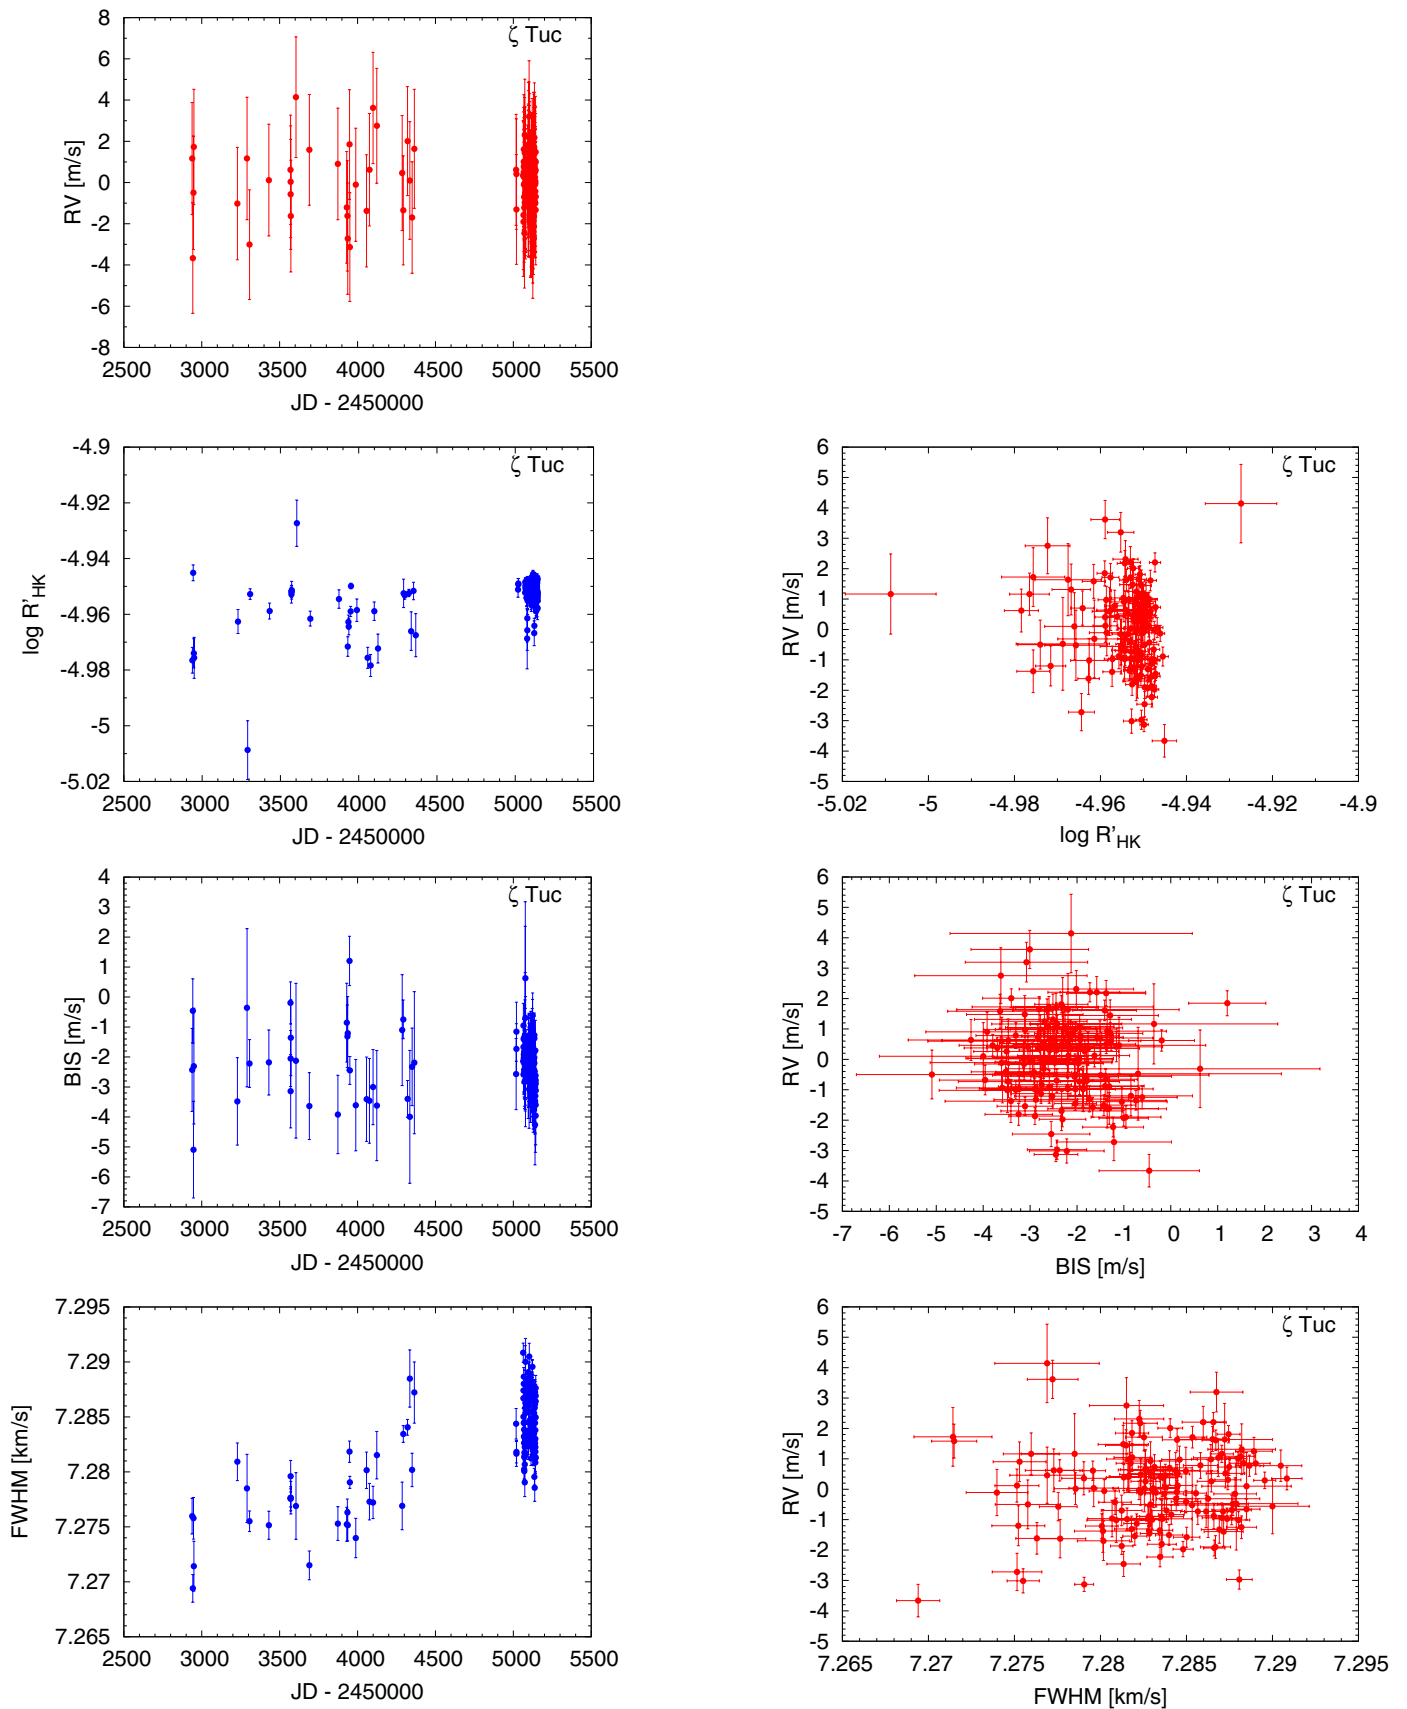 8
6
4
2
0
-2
-4
-6
-8
RV [m/s]
ζ Tuc
2500 3000 3500 4000 4500 5000 5500
JD - 2450000
-4.9
-4.92
-4.94
-4.96
-4.98
-5
-5.02
log R'HK
ζ Tuc
2500 3000 3500 4000 4500 5000 5500
JD - 2450000
6
5
4
3
2
1
0
-1
-2
-3
-4
-5
RV [m/s]
ζ Tuc
-5.02 -5 -4.98 -4.96 -4.94 -4.92 -4.9
log R'HK
4
3
2
1
0
-1
-2
-3
-4
-5
-6
-7
BIS [m/s]
ζ Tuc
2500 3000 3500 4000 4500 5000 5500
JD - 2450000
6
5
4
3
2
1
0
-1
-2
-3
-4
-5
RV [m/s]
ζ Tuc
-7 -6 -5 -4 -3 -2 -1 0 1 2 3 4
BIS [m/s]
7.295
7.29
7.285
7.28
7.275
7.27
7.265
FWHM [km/s]
2500 3000 3500 4000 4500 5000 5500
JD - 2450000
6
5
4
3
2
1
0
-1
-2
-3
-4
-5
RV [m/s]
ζ Tuc
7.265 7.27 7.275 7.28 7.285 7.29 7.295
FWHM [km/s]